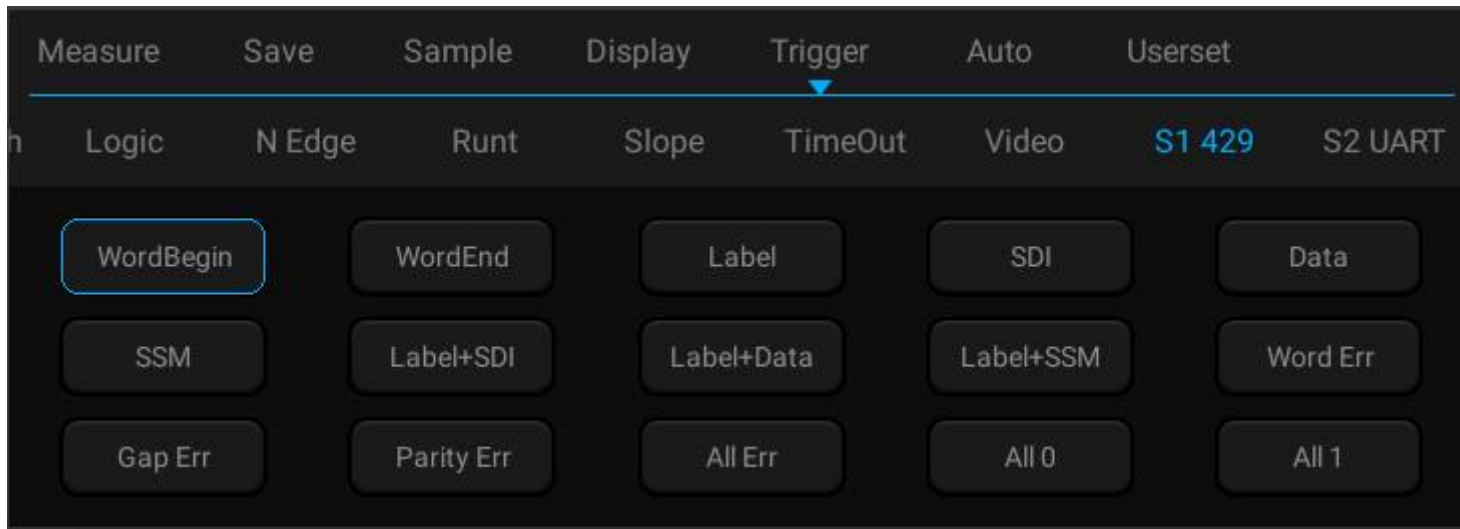 Measure Save Sample Display Trigger Auto Userset
h Logic N Edge Runt Slope TimeOut Video S1 429 S2 UART
WordBegin WordEnd Label SDI Data
SSM Label+SDI Label+Data Label+SSM Word Err
Gap Err Parity Err All Err All 0 All 1